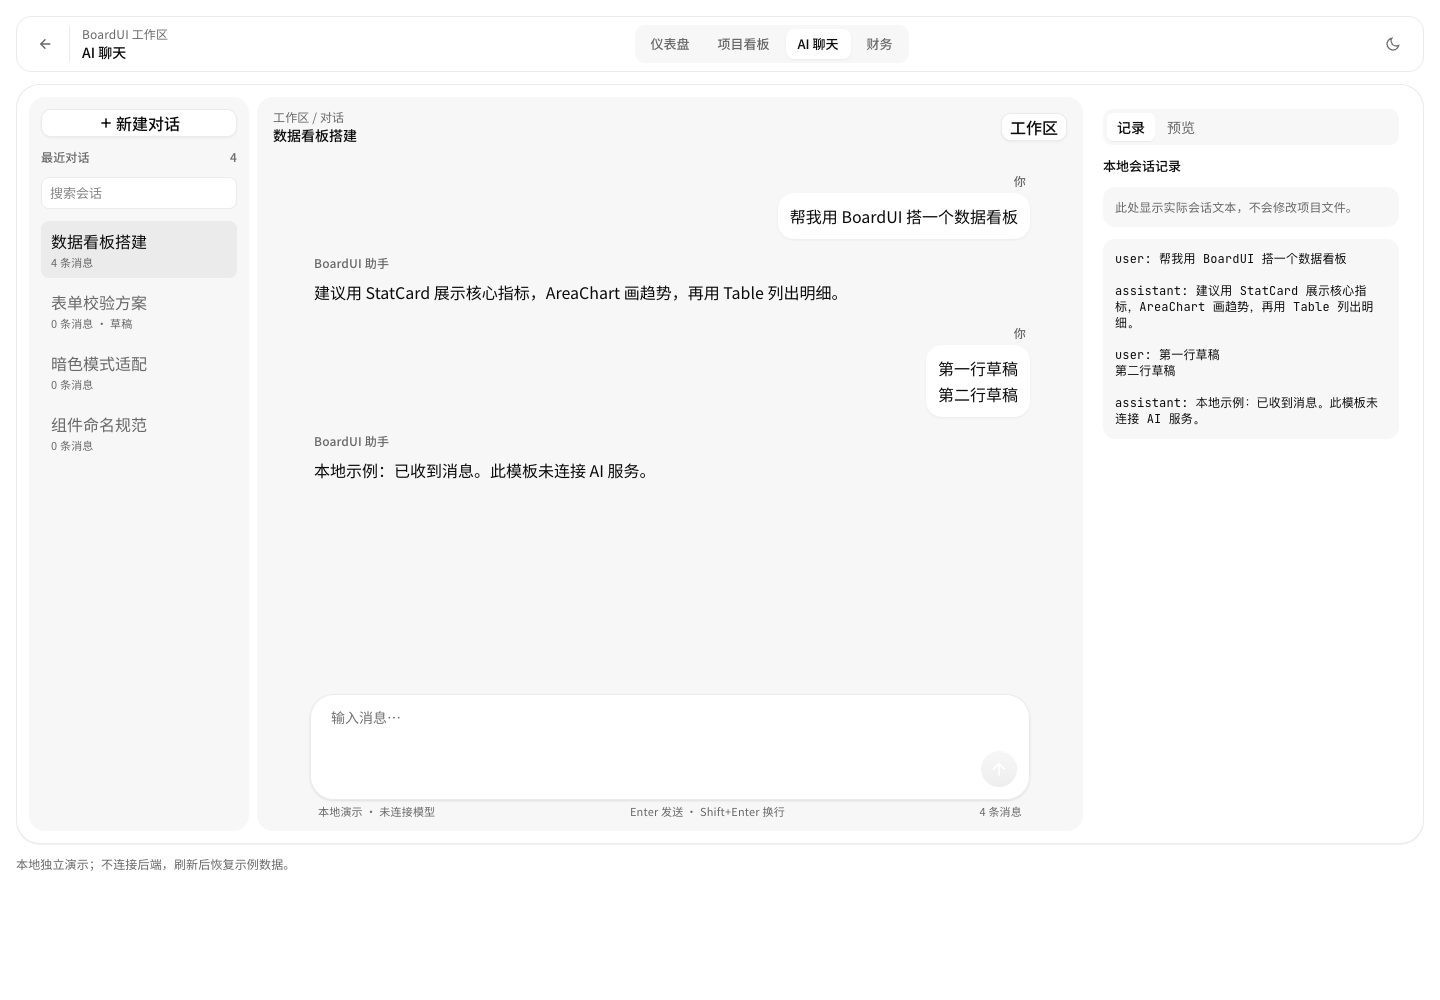 BoardUI 工作区
AI 聊天
仪表盘
项目看板
AI 聊天
财务
+ 新建对话
最近对话
4
搜索会话
数据看板搭建
4 条消息
表单校验方案
0 条消息 · 草稿
暗色模式适配
0 条消息
组件命名规范
0 条消息
工作区 / 对话
数据看板搭建
工作区
你
帮我用 BoardUI 搭一个数据看板
BoardUI 助手
建议用 StatCard 展示核心指标，AreaChart 画趋势，再用 Table 列出明细。
你
第一行草稿
第二行草稿
BoardUI 助手
本地示例：已收到消息。此模板未连接 AI 服务。
输入消息…
本地演示 · 未连接模型
Enter 发送 · Shift+Enter 换行
4 条消息
记录
预览
本地会话记录
此处显示实际会话文本，不会修改项目文件。
user: 帮我用 BoardUI 搭一个数据看板
assistant: 建议用 StatCard 展示核心指
标，AreaChart 画趋势，再用 Table 列出明
细。
user: 第一行草稿
第二行草稿
assistant: 本地示例：已收到消息。此模板未
连接 AI 服务。
本地独立演示；不连接后端，刷新后恢复示例数据。